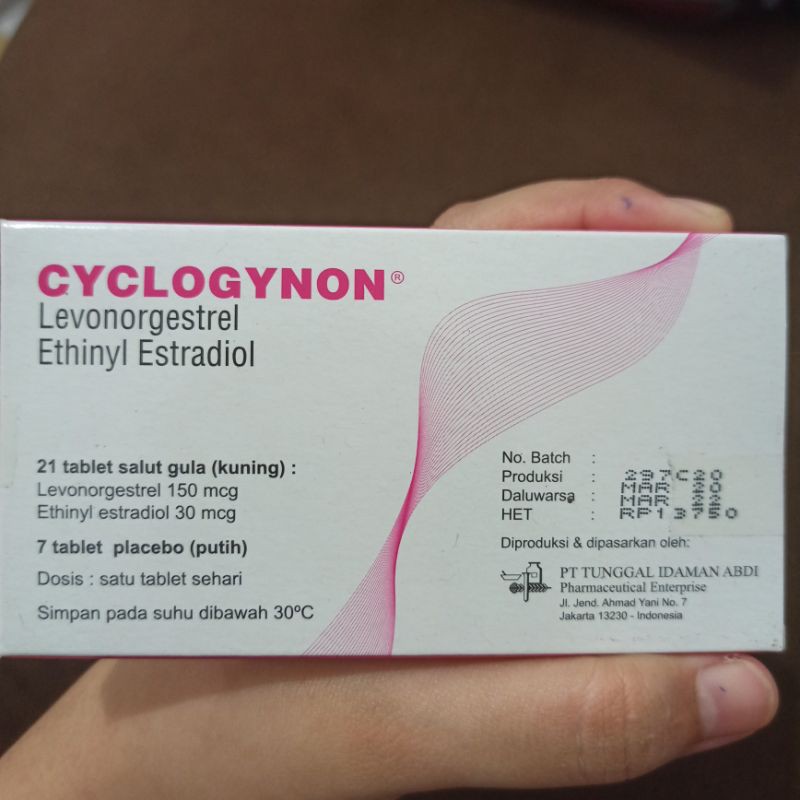 CYCLOGYNON®
Levonorgestrel
Ethinyl Estradiol
21 tablet salut gula (kuning) :
Levonorgestrel 150 mcg
Ethinyl estradiol 30 mcg
7 tablet placebo (putih)
Dosis : satu tablet sehari
Simpan pada suhu dibawah 30ºC
No. Batch : 297C20
Produksi : MAR 20
Daluwarsa : MAR 22
HET : RP13750
Diproduksi & dipasarkan oleh:
PT TUNGGAL IDAMAN ABDI
Pharmaceutical Enterprise
Jl. Jend. Ahmad Yani No. 7
Jakarta 13230 - Indonesia